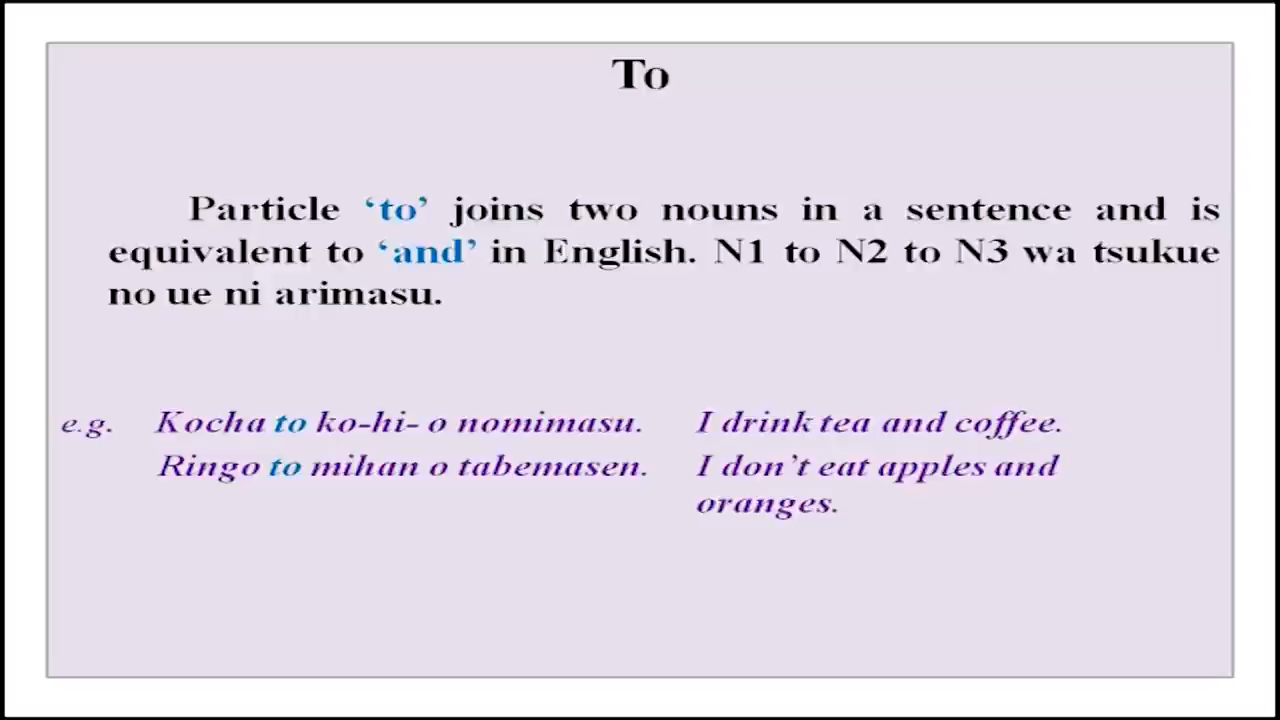 To
Particle ‘to’ joins two nouns in a sentence and is
equivalent to ‘and’ in English. N1 to N2 to N3 wa tsukue
no ue ni arimasu.
e.g. Kocha to ko-hi- o nomimasu. I drink tea and coffee.
Ringo to mihan o tabemasen. I don’t eat apples and
oranges.